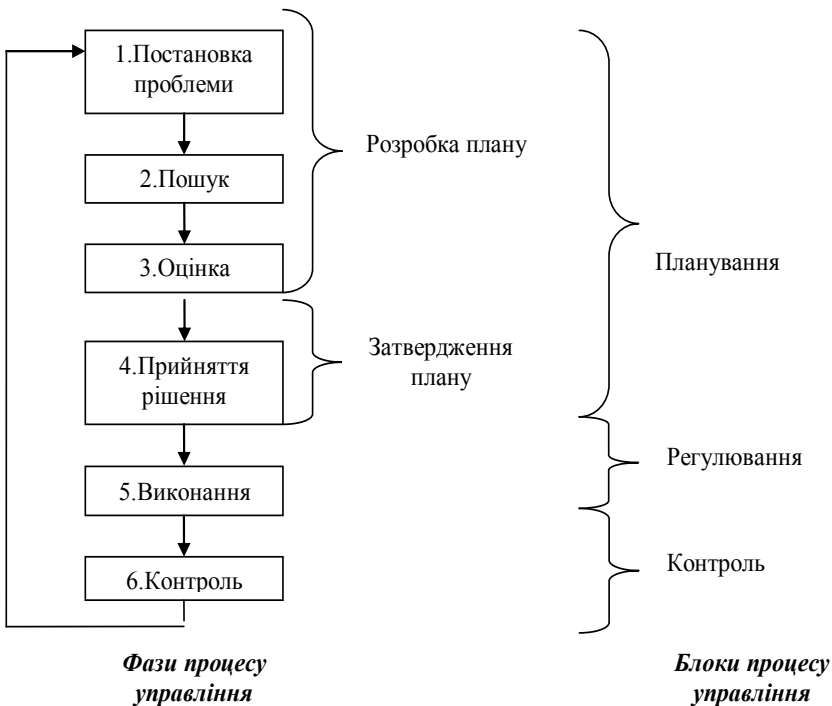 1.Постановка
проблеми
2.Пошук
3.Оцінка
4.Прийняття
рішення
5.Виконання
6.Контроль
Розробка плану
Затвердження
плану
Планування
Регулювання
Контроль
Фази процесу
управління
Блоки процесу
управління